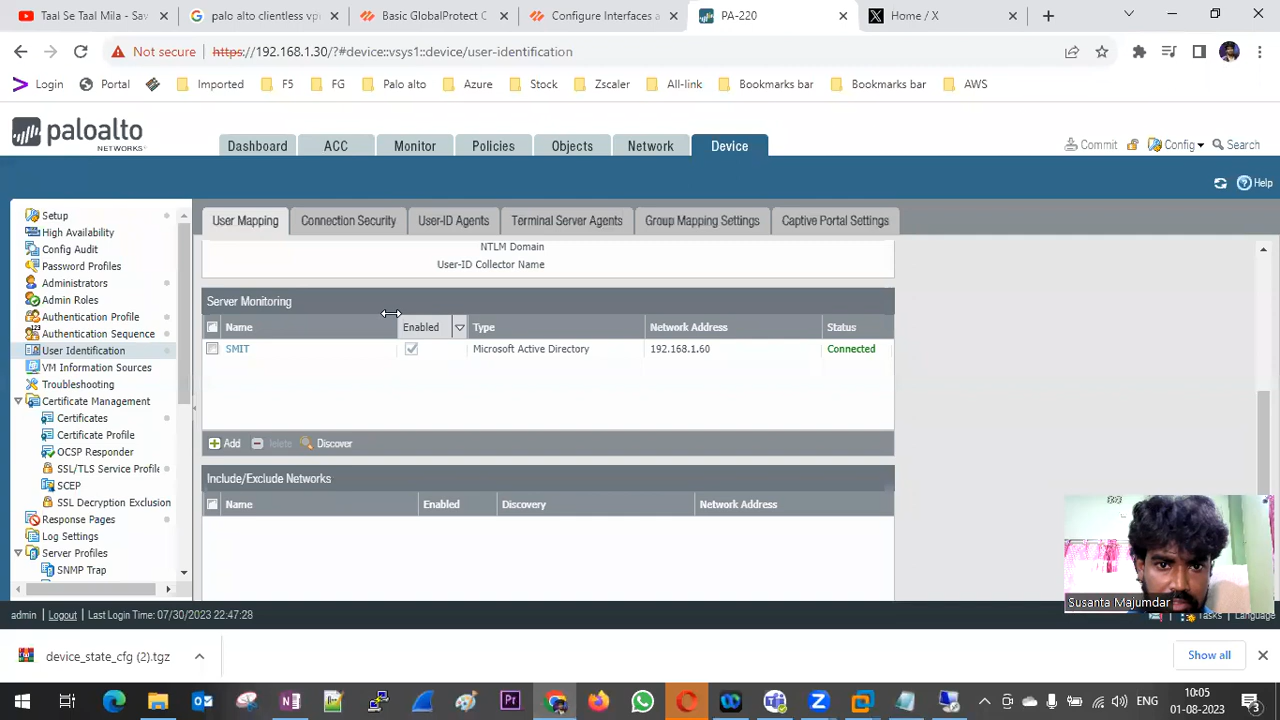 Taal Se Taal Mila - Sav
palo alto clientless vpn
Basic GlobalProtect C
Configure Interfaces a
PA-220
Home / X
Not secure
https://192.168.1.30/?#device::vsys1::device/user-identification
Login
Portal
Imported
F5
FG
Palo alto
Azure
Stock
Zscaler
All-link
Bookmarks bar
Bookmarks bar
AWS
paloalto
NETWORKS
Dashboard
ACC
Monitor
Policies
Objects
Network
Device
Commit
Config
Search
Help
Setup
High Availability
Config Audit
Password Profiles
Administrators
Admin Roles
Authentication Profile
Authentication Sequence
User Identification
VM Information Sources
Troubleshooting
Certificate Management
Certificates
Certificate Profile
OCSP Responder
SSL/TLS Service Profile
SCEP
SSL Decryption Exclusion
Response Pages
Log Settings
Server Profiles
SNMP Trap
User Mapping
Connection Security
User-ID Agents
Terminal Server Agents
Group Mapping Settings
Captive Portal Settings
NTLM Domain
User-ID Collector Name
Server Monitoring
Name Enabled Type Network Address Status
SMIT Microsoft Active Directory 192.168.1.60 Connected
Add Delete Discover
Include/Exclude Networks
Name Enabled Discovery Network Address
Susanta Majumdar
admin | Logout | Last Login Time: 07/30/2023 22:47:28
Tasks | Language
device_state_cfg (2).tgz
Show all
ENG
10:05
01-08-2023
3